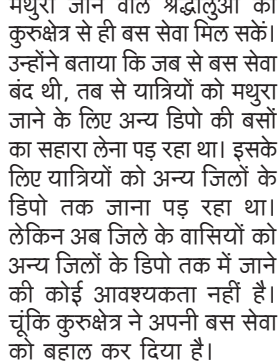 मथुरा जाने वाले श्रद्धालुओं को
कुरुक्षेत्र से ही बस सेवा मिल सकें।
उन्होंने बताया कि जब से बस सेवा
बंद थी, तब से यात्रियों को मथुरा
जाने के लिए अन्य डिपो की बसों
का सहारा लेना पड़ रहा था। इसके
लिए यात्रियों को अन्य जिलों के
डिपो तक जाना पड़ रहा था।
लेकिन अब जिले के वासियों को
अन्य जिलों के डिपो तक में जाने
की कोई आवश्यकता नहीं है।
चूंकि कुरुक्षेत्र ने अपनी बस सेवा
को बहाल कर दिया है।